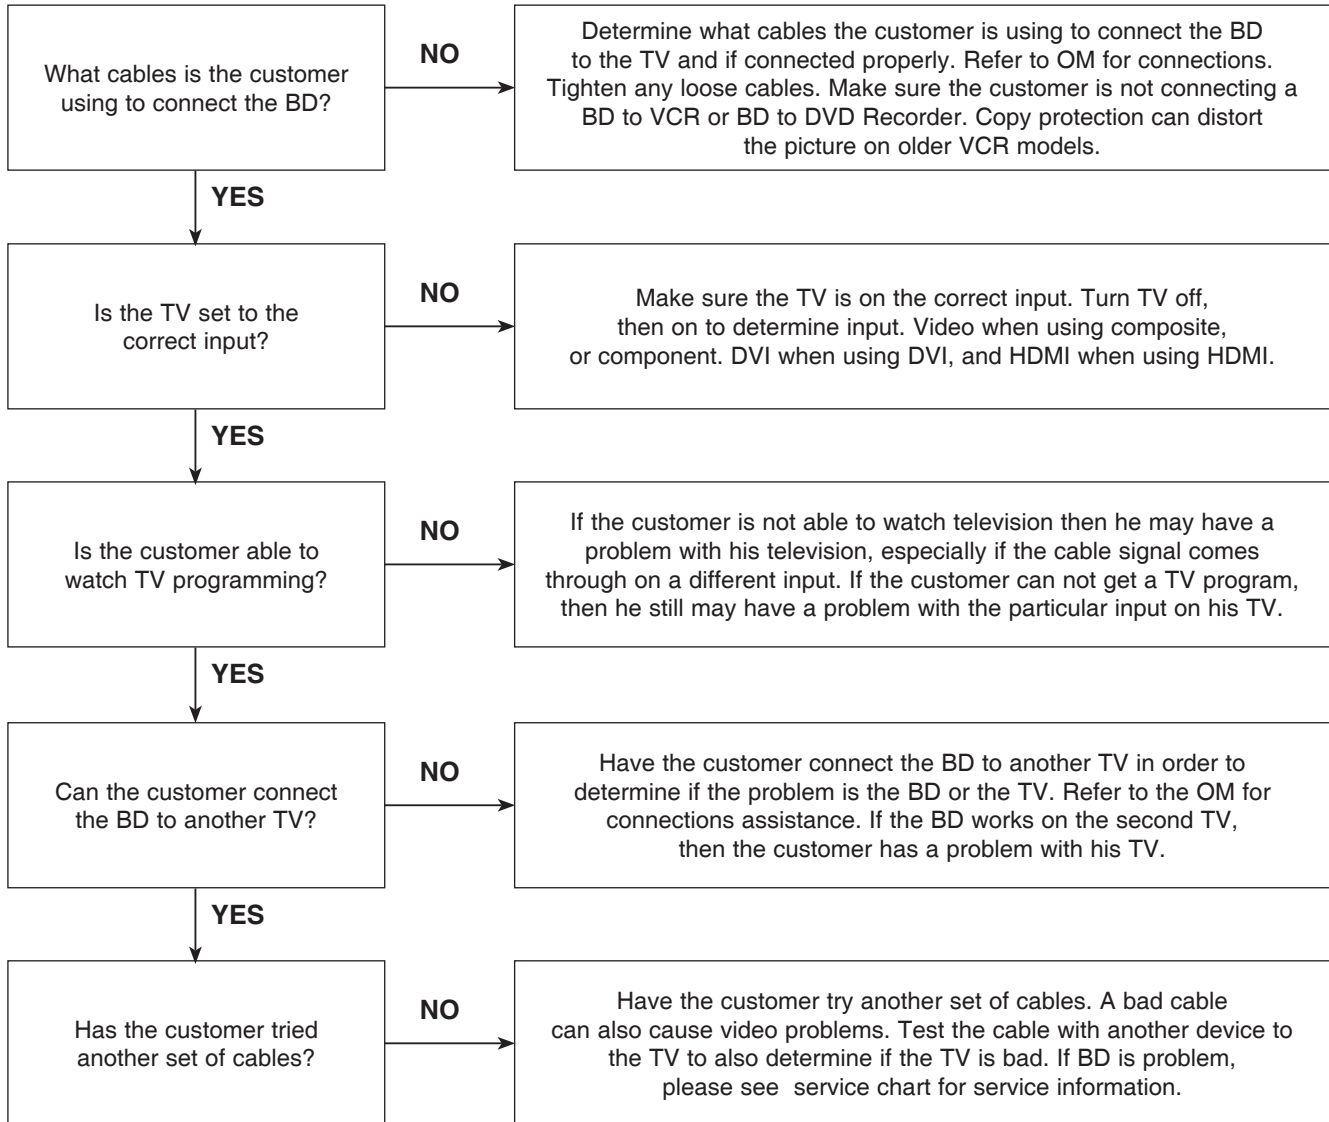 What cables is the customer
using to connect the BD?
NO
Determine what cables the customer is using to connect the BD
to the TV and if connected properly. Refer to OM for connections.
Tighten any loose cables. Make sure the customer is not connecting a
BD to VCR or BD to DVD Recorder. Copy protection can distort
the picture on older VCR models.
YES
Is the TV set to the
correct input?
NO
Make sure the TV is on the correct input. Turn TV off,
then on to determine input. Video when using composite,
or component. DVI when using DVI, and HDMI when using HDMI.
YES
Is the customer able to
watch TV programming?
NO
If the customer is not able to watch television then he may have a
problem with his television, especially if the cable signal comes
through on a different input. If the customer can not get a TV program,
then he still may have a problem with the particular input on his TV.
YES
Can the customer connect
the BD to another TV?
NO
Have the customer connect the BD to another TV in order to
determine if the problem is the BD or the TV. Refer to the OM for
connections assistance. If the BD works on the second TV,
then the customer has a problem with his TV.
YES
Has the customer tried
another set of cables?
NO
Have the customer try another set of cables. A bad cable
can also cause video problems. Test the cable with another device to
the TV to also determine if the TV is bad. If BD is problem,
please see  service chart for service information.